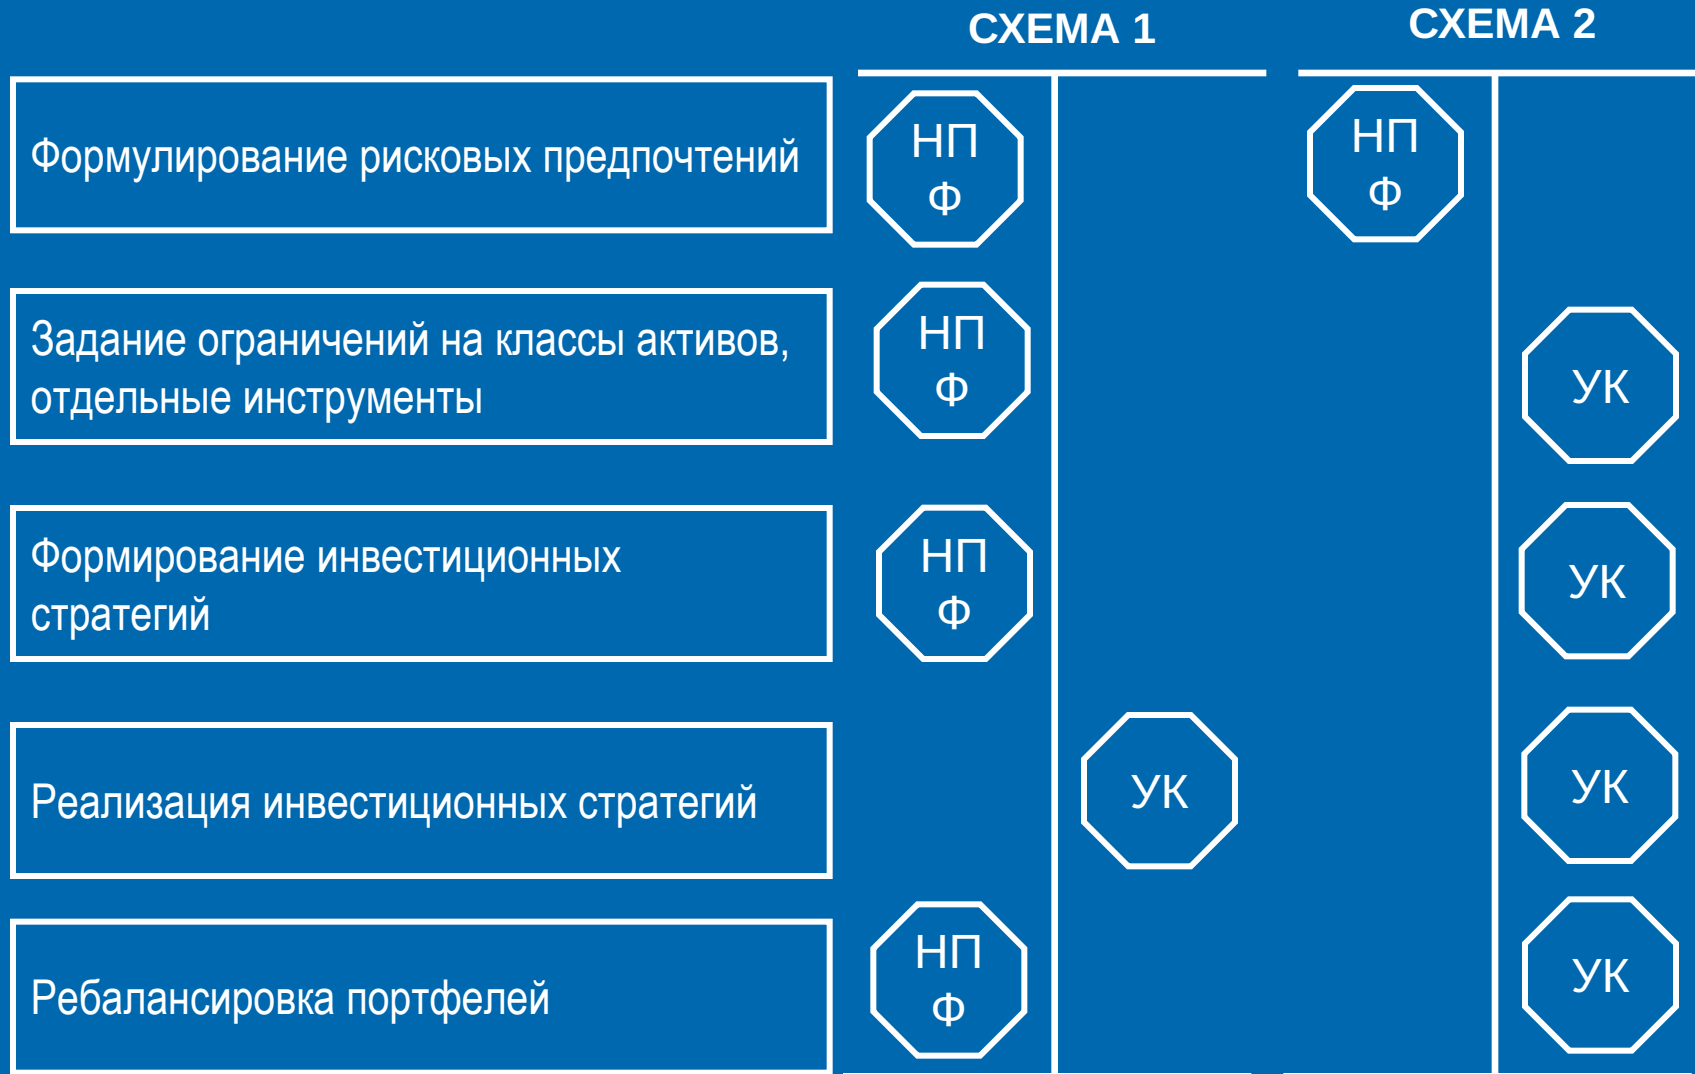 СХЕМА 1
СХЕМА 2
Формулирование рисковых предпочтений
НП
Ф
НП
Ф
Задание ограничений на классы активов,
отдельные инструменты
НП
Ф
УК
Формирование инвестиционных
стратегий
НП
Ф
УК
Реализация инвестиционных стратегий
УК
УК
Ребалансировка портфелей
НП
Ф
УК